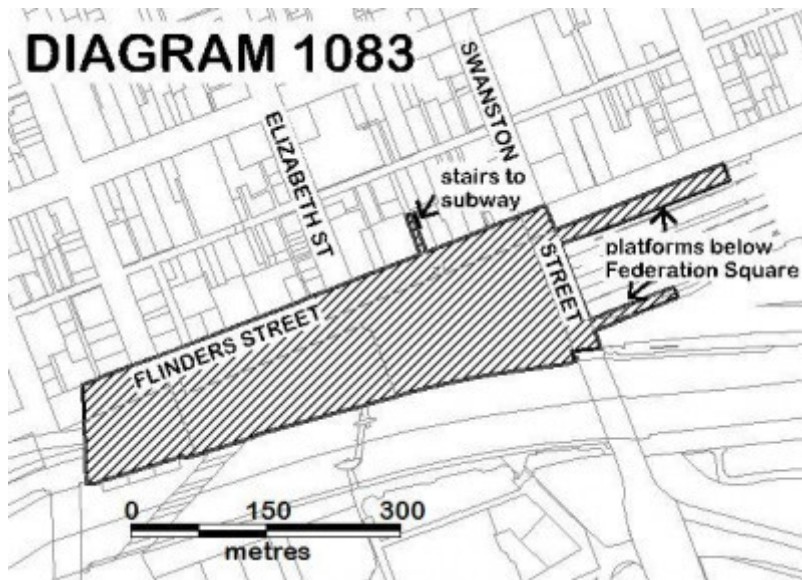 DIAGRAM 1083
SWANSTON
STREET
ELIZABETH ST
stairs to
subway
platforms below
Federation Square
FLINDERS STREET
0 150 300
metres